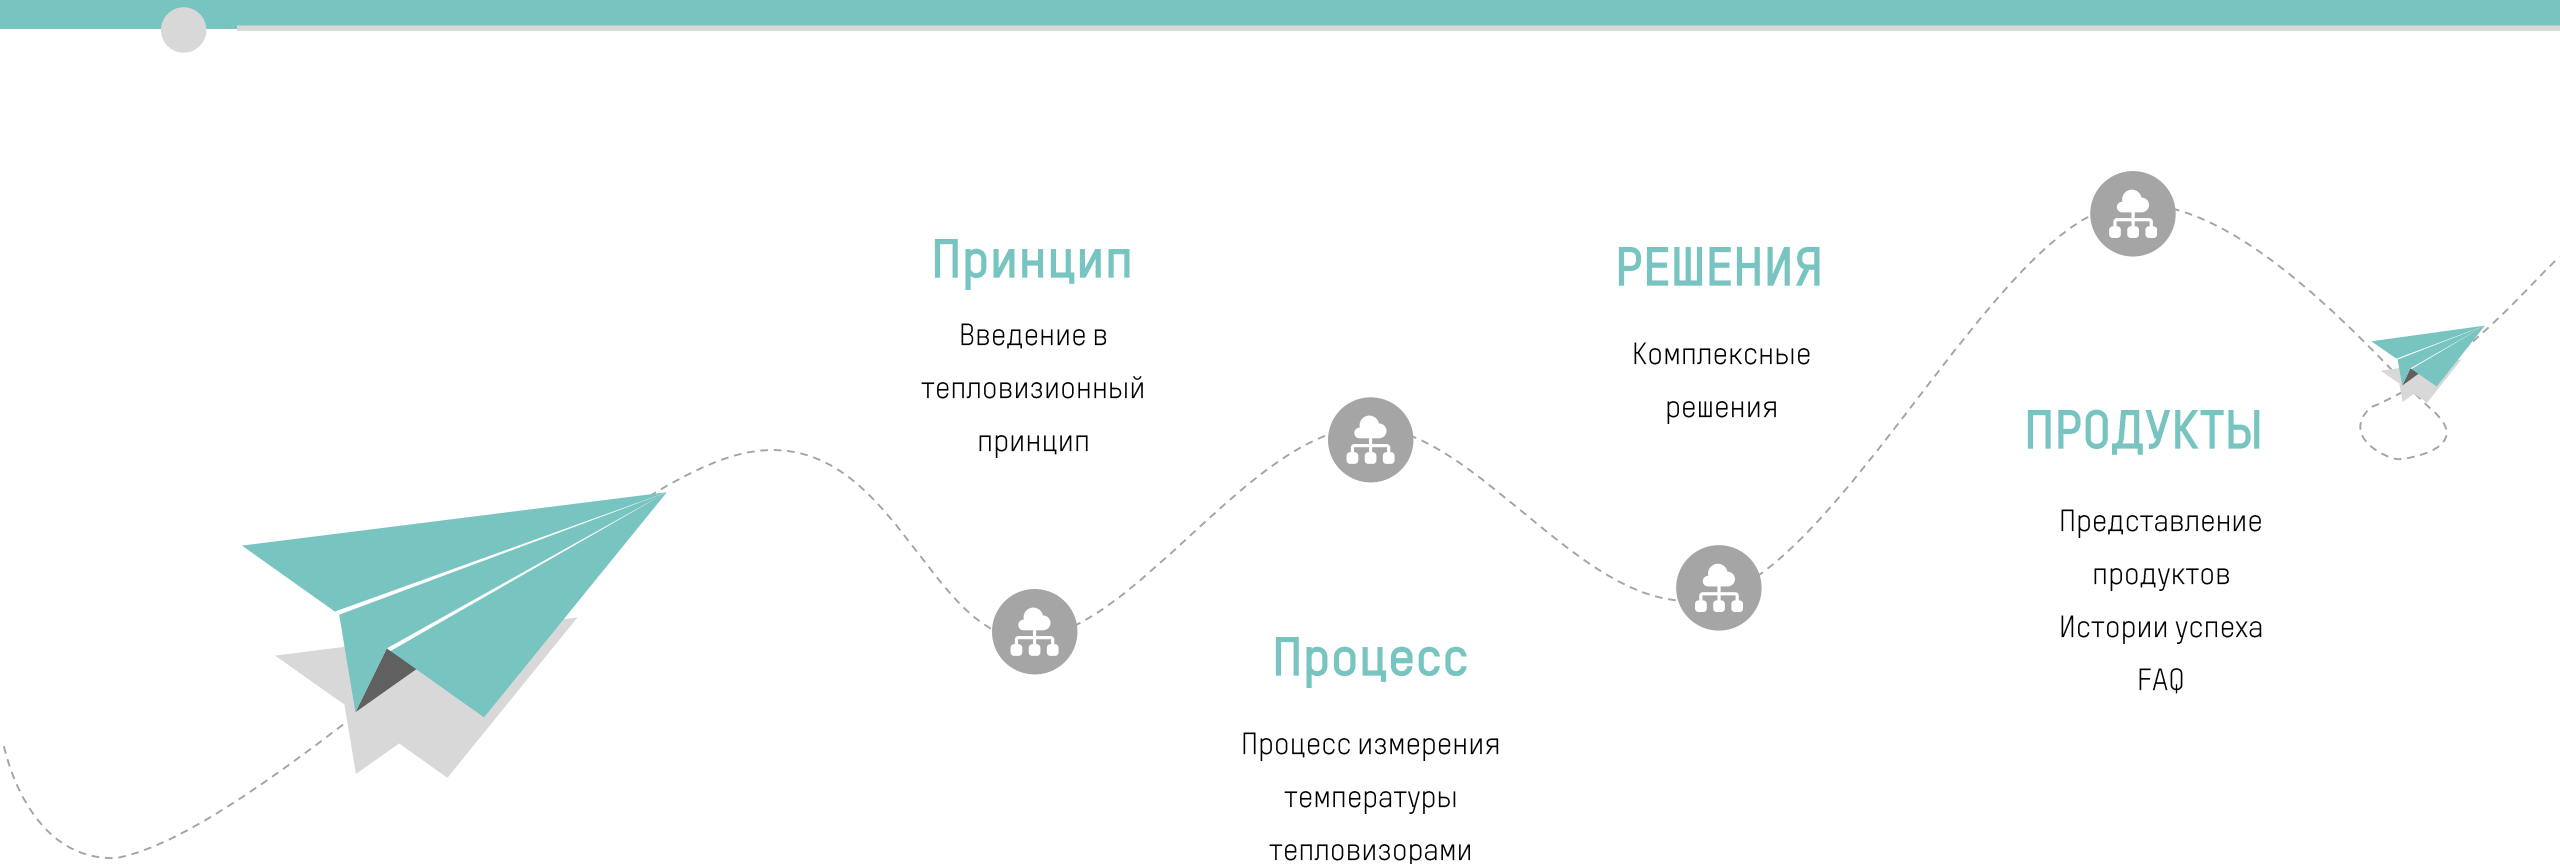 Принцип
Введение в
тепловизионный
принцип
Процесс
Процесс измерения
температуры
тепловизорами
РЕШЕНИЯ
Комплексные
решения
ПРОДУКТЫ
Представление
продуктов
Истории успеха
FAQ